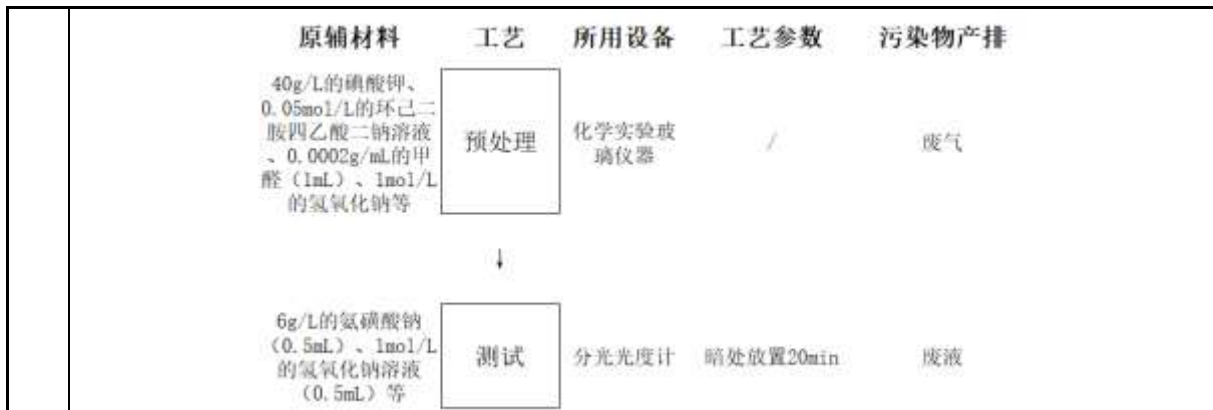 原辅材料 工艺 所用设备 工艺参数 污染物产排
40g/L的碘酸钾、
0.05mol/L的环己二
胺四乙酸二钠溶液
、0.0002g/mL的甲
醛（1mL）、1mol/L
的氢氧化钠等
预处理
化学实验玻
璃仪器
/
废气
↓
6g/L的氨磺酸钠
（0.5mL）、1mol/L
的氢氧化钠溶液
（0.5mL）等
测试
分光光度计
暗处放置20min
废液